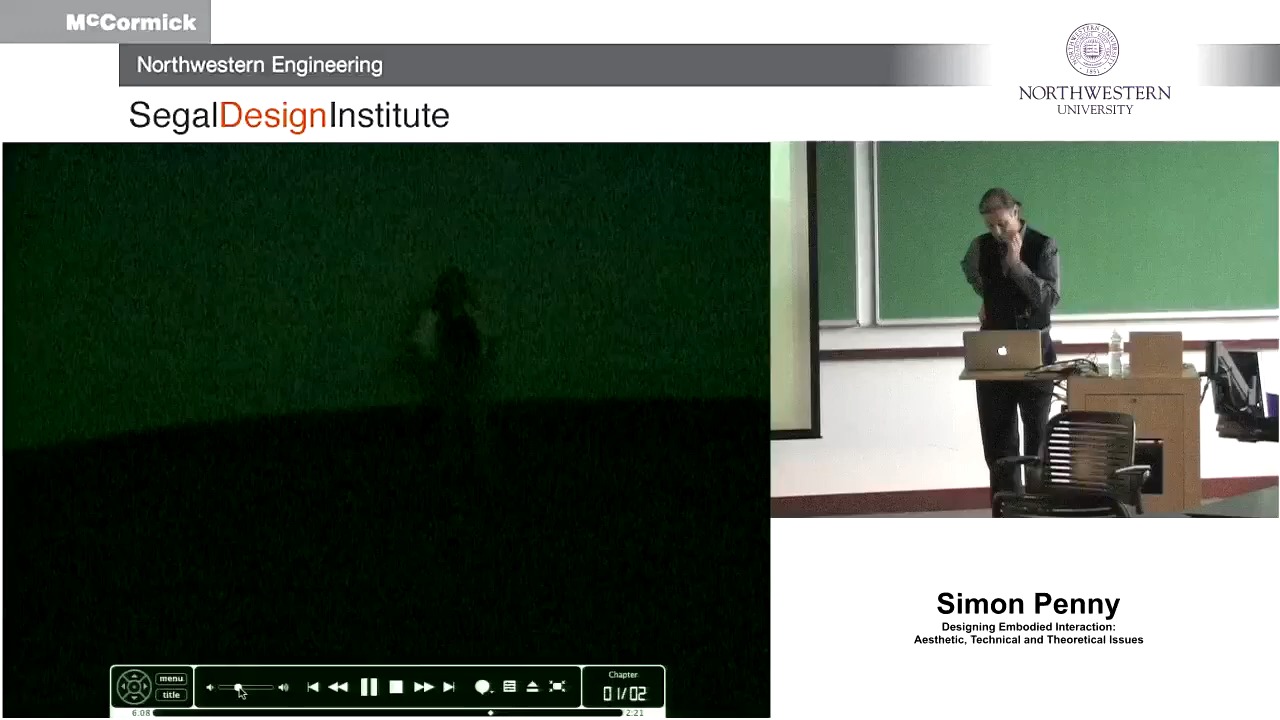 McCormick
Northwestern Engineering
1851
NORTHWESTERN
UNIVERSITY
SegalDesignInstitute
menu
title
Chapter
01/02
6:08
2:21
Simon Penny
Designing Embodied Interaction:
Aesthetic, Technical and Theoretical Issues